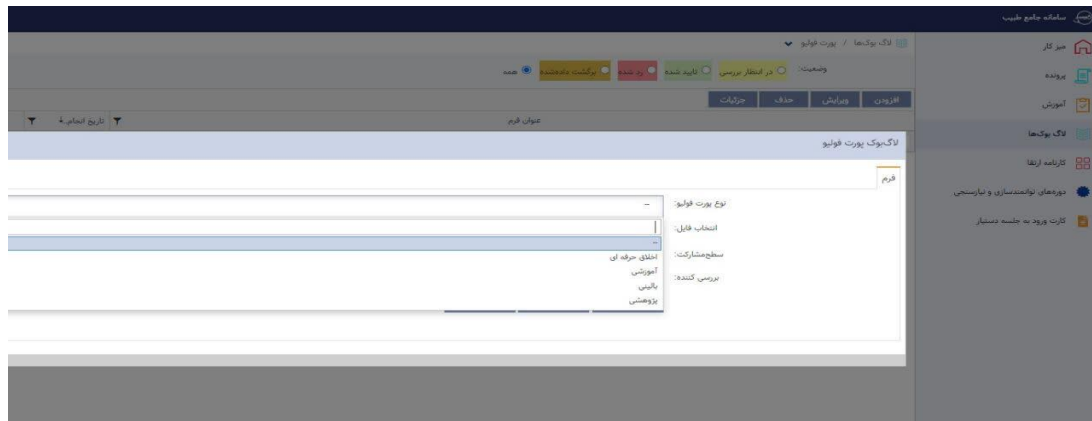 سامانه جامع طبیب
میز کار
پرونده
آموزش
لاگ بوک‌ها
کارنامه ارتقا
دوره‌های توانمندسازی و نیازسنجی
کارت ورود به جلسه دستیار
لاگ بوک‌ها / پورت فولیو
وضعیت: در انتظار بررسی تایید شده رد شده برگشت داده‌شده همه
افزودن ویرایش حذف جزئیات
عنوان فرم تاریخ انجام
لاگ‌بوک پورت فولیو
فرم
نوع پورت فولیو: --
انتخاب فایل:
--
سطح‌مشارکت:
اخلاق حرفه ای
آموزشی
بررسی کننده:
بالینی
پژوهشی